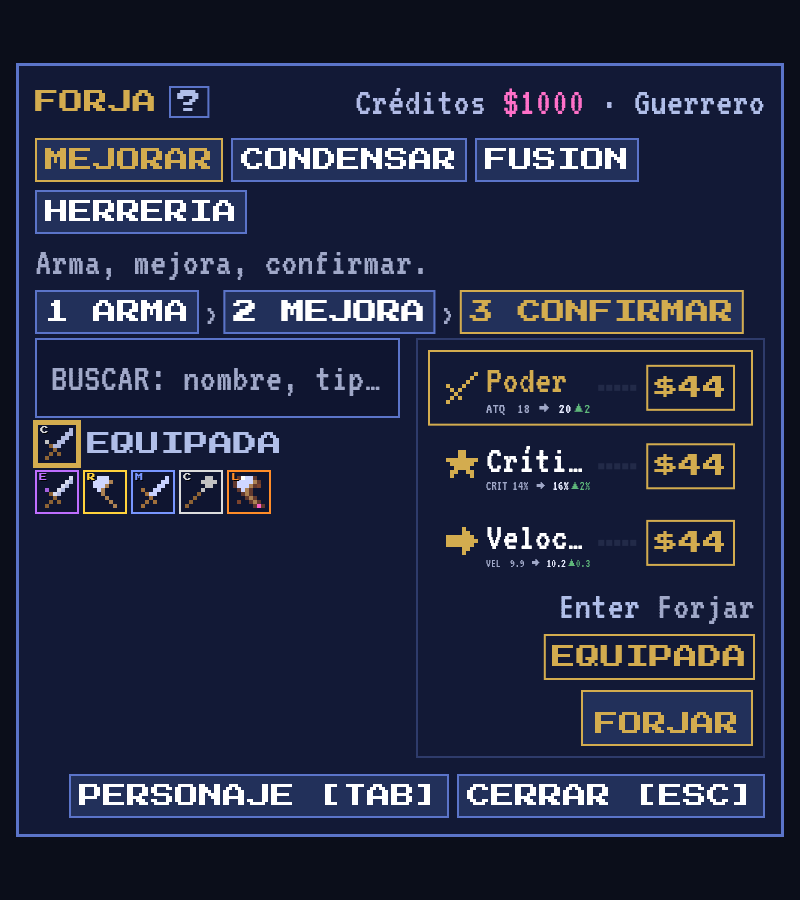 FORJA ? Créditos $1000 · Guerrero
MEJORAR CONDENSAR FUSION
HERRERIA
Arma, mejora, confirmar.
1 ARMA › 2 MEJORA › 3 CONFIRMAR
BUSCAR: nombre, tip…
C EQUIPADA
E R M C L
Poder $44
ATQ 18 → 20 ▲2
Críti… $44
CRIT 14% → 16% ▲2%
Veloc… $44
VEL 9.9 → 10.2 ▲0.3
Enter Forjar
EQUIPADA
FORJAR
PERSONAJE [TAB] CERRAR [ESC]